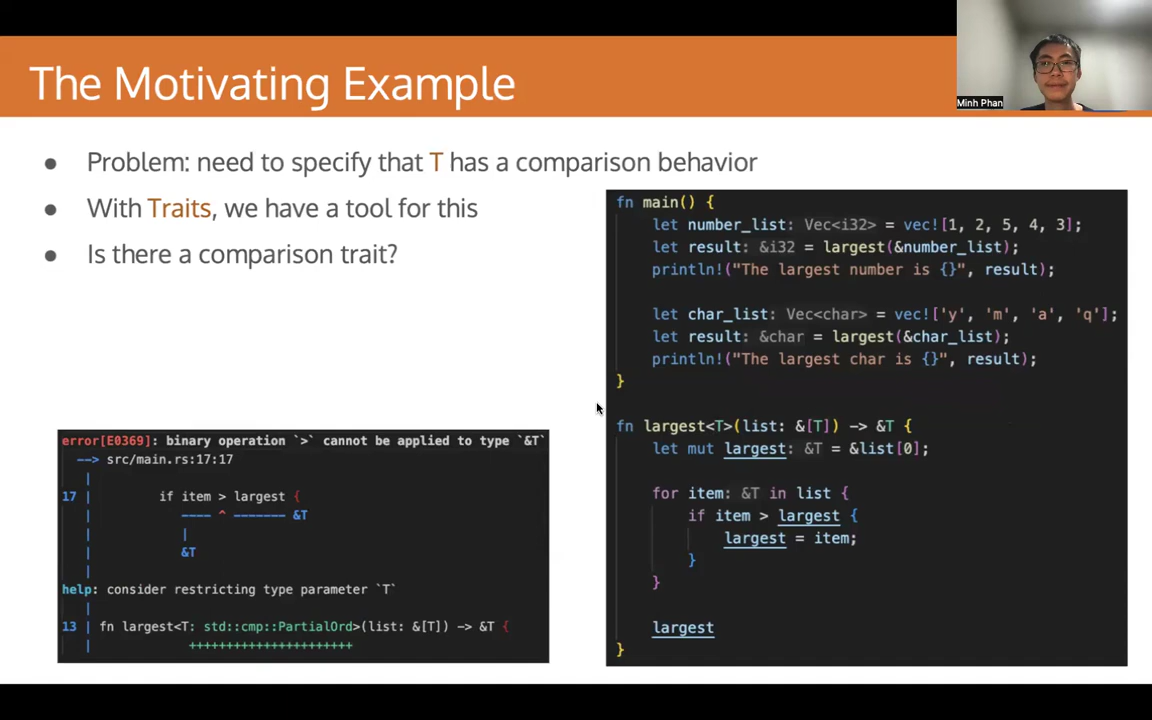 The Motivating Example
Minh Phan
● Problem: need to specify that T has a comparison behavior
● With Traits, we have a tool for this
● Is there a comparison trait?
fn main() {
let number_list: Vec<i32> = vec![1, 2, 5, 4, 3];
let result: &i32 = largest(&number_list);
println!("The largest number is {}", result);
let char_list: Vec<char> = vec!['y', 'm', 'a', 'q'];
let result: &char = largest(&char_list);
println!("The largest char is {}", result);
}
fn largest<T>(list: &[T]) -> &T {
let mut largest: &T = &list[0];
for item: &T in list {
if item > largest {
largest = item;
}
}
largest
}
error[E0369]: binary operation `>` cannot be applied to type `&T`
--> src/main.rs:17:17
|
17 | if item > largest {
| ---- ^ ------- &T
| |
| &T
|
help: consider restricting type parameter `T`
|
13 | fn largest<T: std::cmp::PartialOrd>(list: &[T]) -> &T {
| ++++++++++++++++++++++